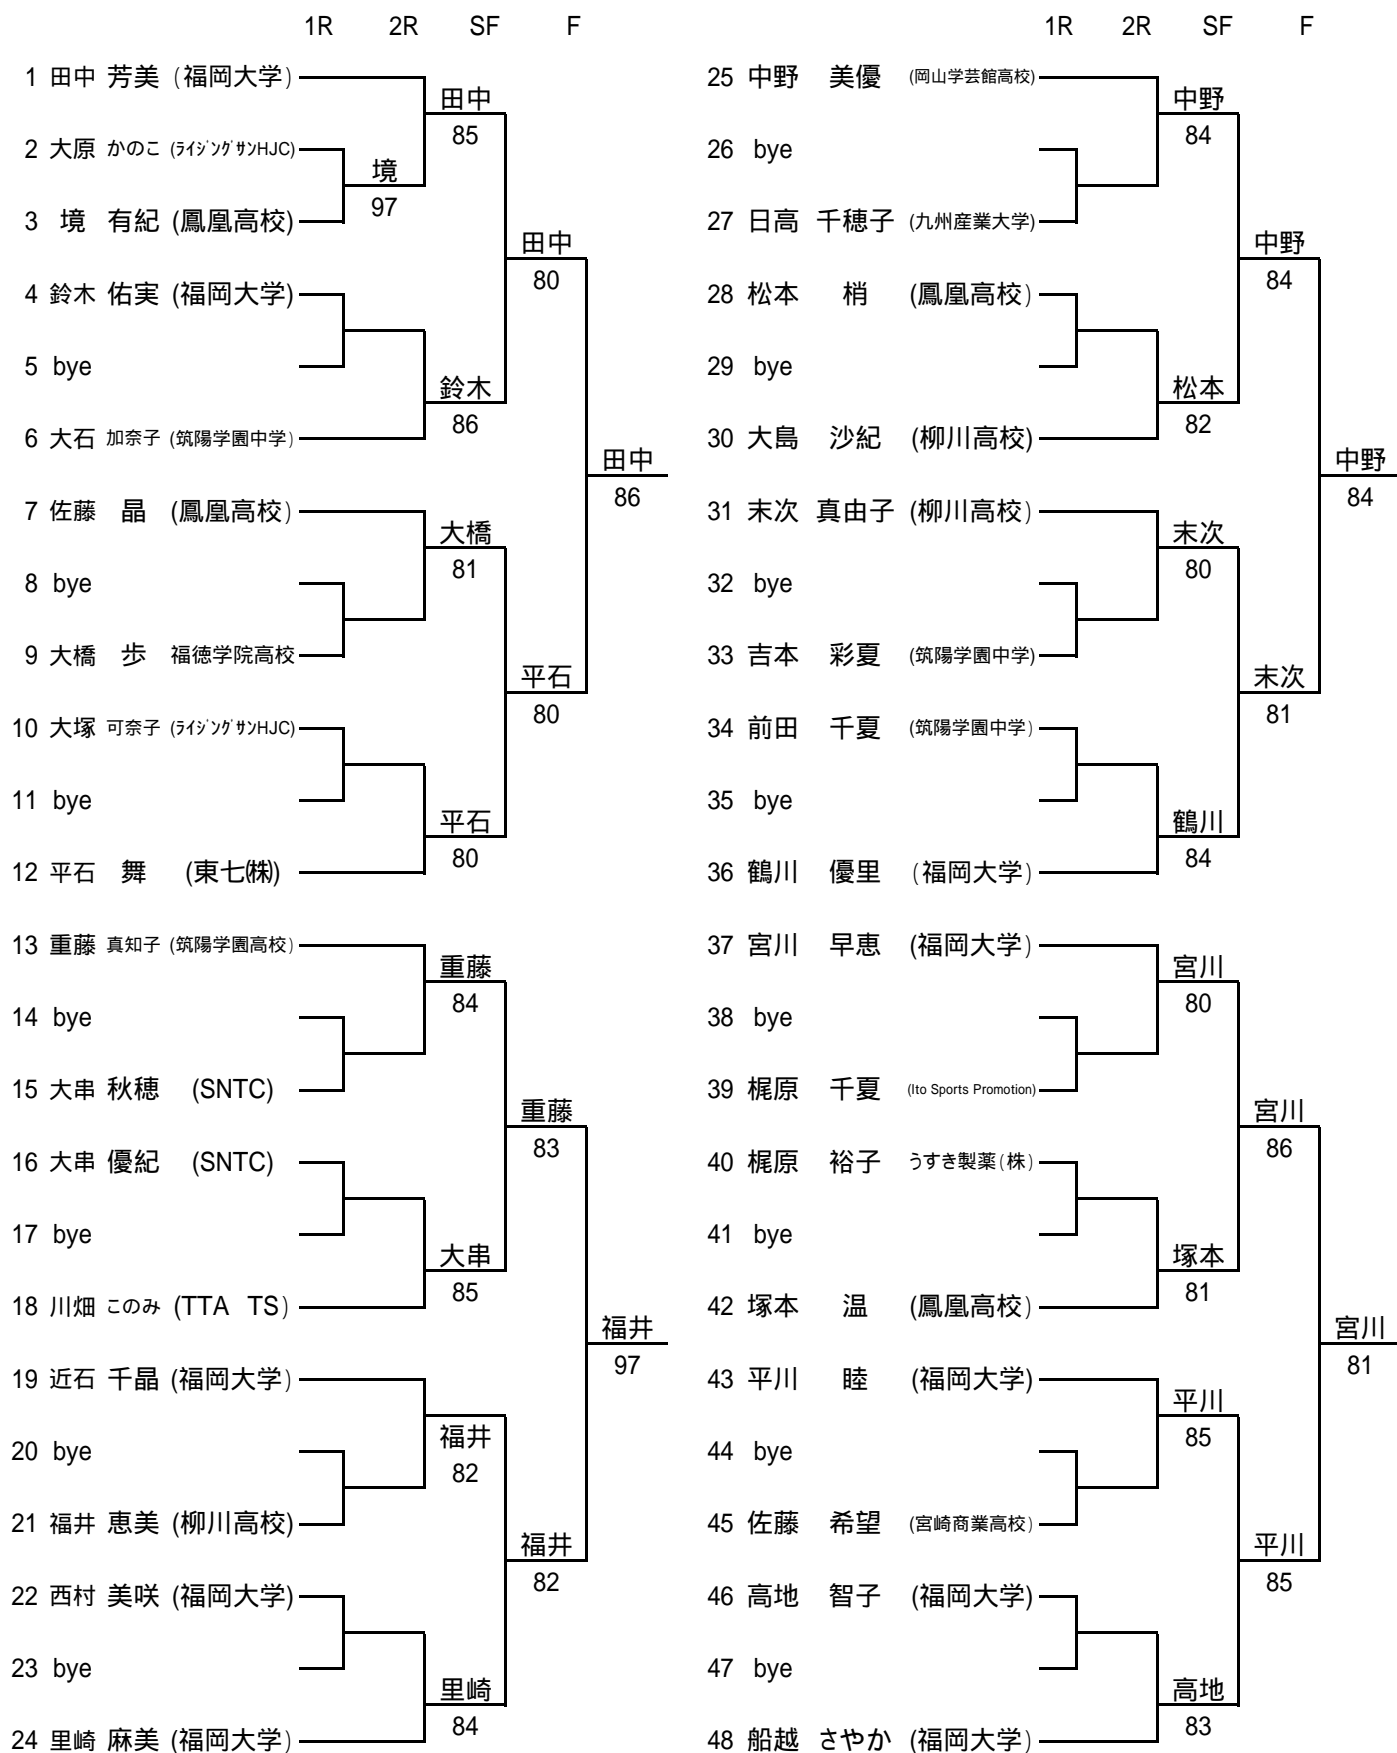 1R 2R SF F
1 田中 芳美 (福岡大学)
田中
85
2 大原 かのこ (ﾗｲｼﾞﾝｸﾞｻﾝHJC)
境
97
3 境 有紀 (鳳凰高校)
田中
80
4 鈴木 佑実 (福岡大学)
5 bye
鈴木
86
6 大石 加奈子 (筑陽学園中学)
田中
86
7 佐藤 晶 (鳳凰高校)
大橋
81
8 bye
9 大橋 歩 福徳学院高校
平石
80
10 大塚 可奈子 (ﾗｲｼﾞﾝｸﾞｻﾝHJC)
11 bye
平石
80
12 平石 舞 (東七㈱)
13 重藤 真知子 (筑陽学園高校)
重藤
84
14 bye
15 大串 秋穂 (SNTC)
重藤
83
16 大串 優紀 (SNTC)
17 bye
大串
85
18 川畑 このみ (TTA TS)
福井
97
19 近石 千晶 (福岡大学)
福井
82
20 bye
21 福井 恵美 (柳川高校)
福井
82
22 西村 美咲 (福岡大学)
23 bye
里崎
84
24 里崎 麻美 (福岡大学)
1R 2R SF F
25 中野 美優 (岡山学芸館高校)
中野
84
26 bye
27 日高 千穂子 (九州産業大学)
中野
84
28 松本 梢 (鳳凰高校)
29 bye
松本
82
30 大島 沙紀 (柳川高校)
中野
84
31 末次 真由子 (柳川高校)
末次
80
32 bye
33 吉本 彩夏 (筑陽学園中学)
末次
81
34 前田 千夏 (筑陽学園中学)
35 bye
鶴川
84
36 鶴川 優里 (福岡大学)
37 宮川 早恵 (福岡大学)
宮川
80
38 bye
39 梶原 千夏 (Ito Sports Promotion)
宮川
86
40 梶原 裕子 うすき製薬(株)
41 bye
塚本
81
42 塚本 温 (鳳凰高校)
宮川
81
43 平川 睦 (福岡大学)
平川
85
44 bye
45 佐藤 希望 (宮崎商業高校)
平川
85
46 高地 智子 (福岡大学)
47 bye
高地
83
48 船越 さやか (福岡大学)